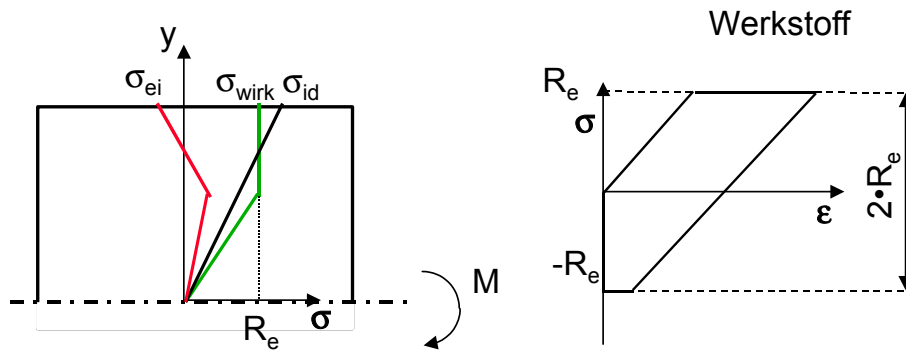 Werkstoff
y
σei
σwirk
σid
Re
σ
M
Re
σ
ε
-Re
2•Re